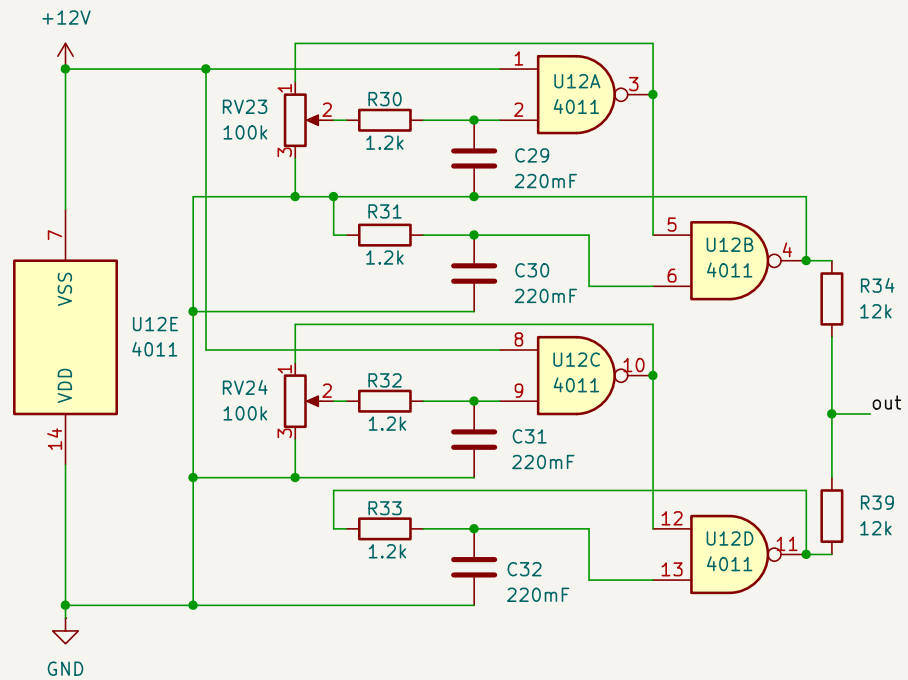 +12V
1
U12A
4011
3
2
1
RV23
100k
2
3
R30
1.2k
C29
220mF
R31
1.2k
5
U12B
4011
4
6
C30
220mF
R34
12k
7
VSS
VDD
U12E
4011
14
8
U12C
4011
10
9
1
RV24
100k
2
3
R32
1.2k
C31
220mF
out
R33
1.2k
12
U12D
4011
11
13
C32
220mF
R39
12k
GND